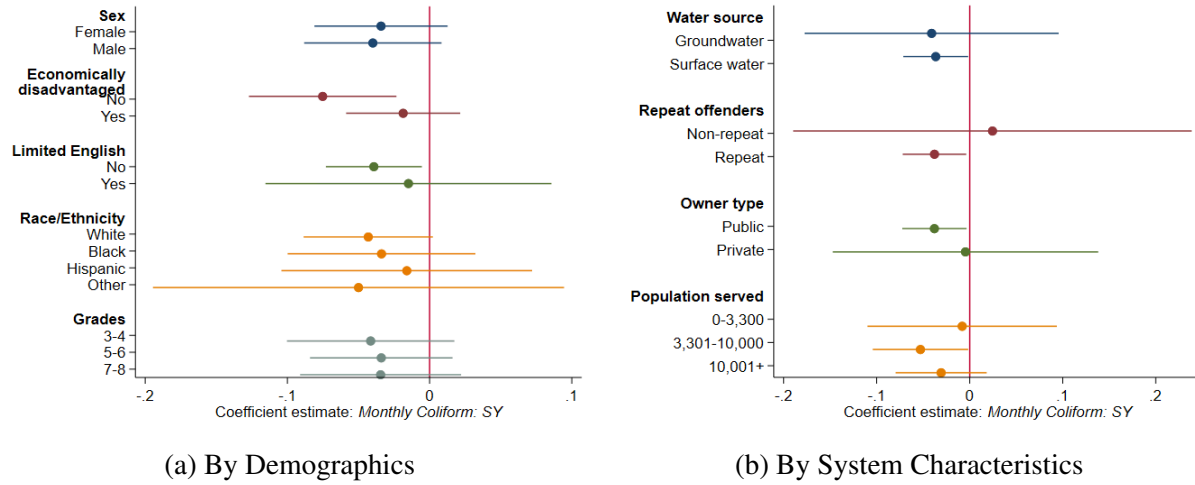 Sex
Female
Male
Economically
disadvantaged
No
Yes
Limited English
No
Yes
Race/Ethnicity
White
Black
Hispanic
Other
Grades
3-4
5-6
7-8
-.2 -.1 0 .1
Coefficient estimate: Monthly Coliform: SY
(a) By Demographics
Water source
Groundwater
Surface water
Repeat offenders
Non-repeat
Repeat
Owner type
Public
Private
Population served
0-3,300
3,301-10,000
10,001+
-.2 -.1 0 .1 .2
Coefficient estimate: Monthly Coliform: SY
(b) By System Characteristics